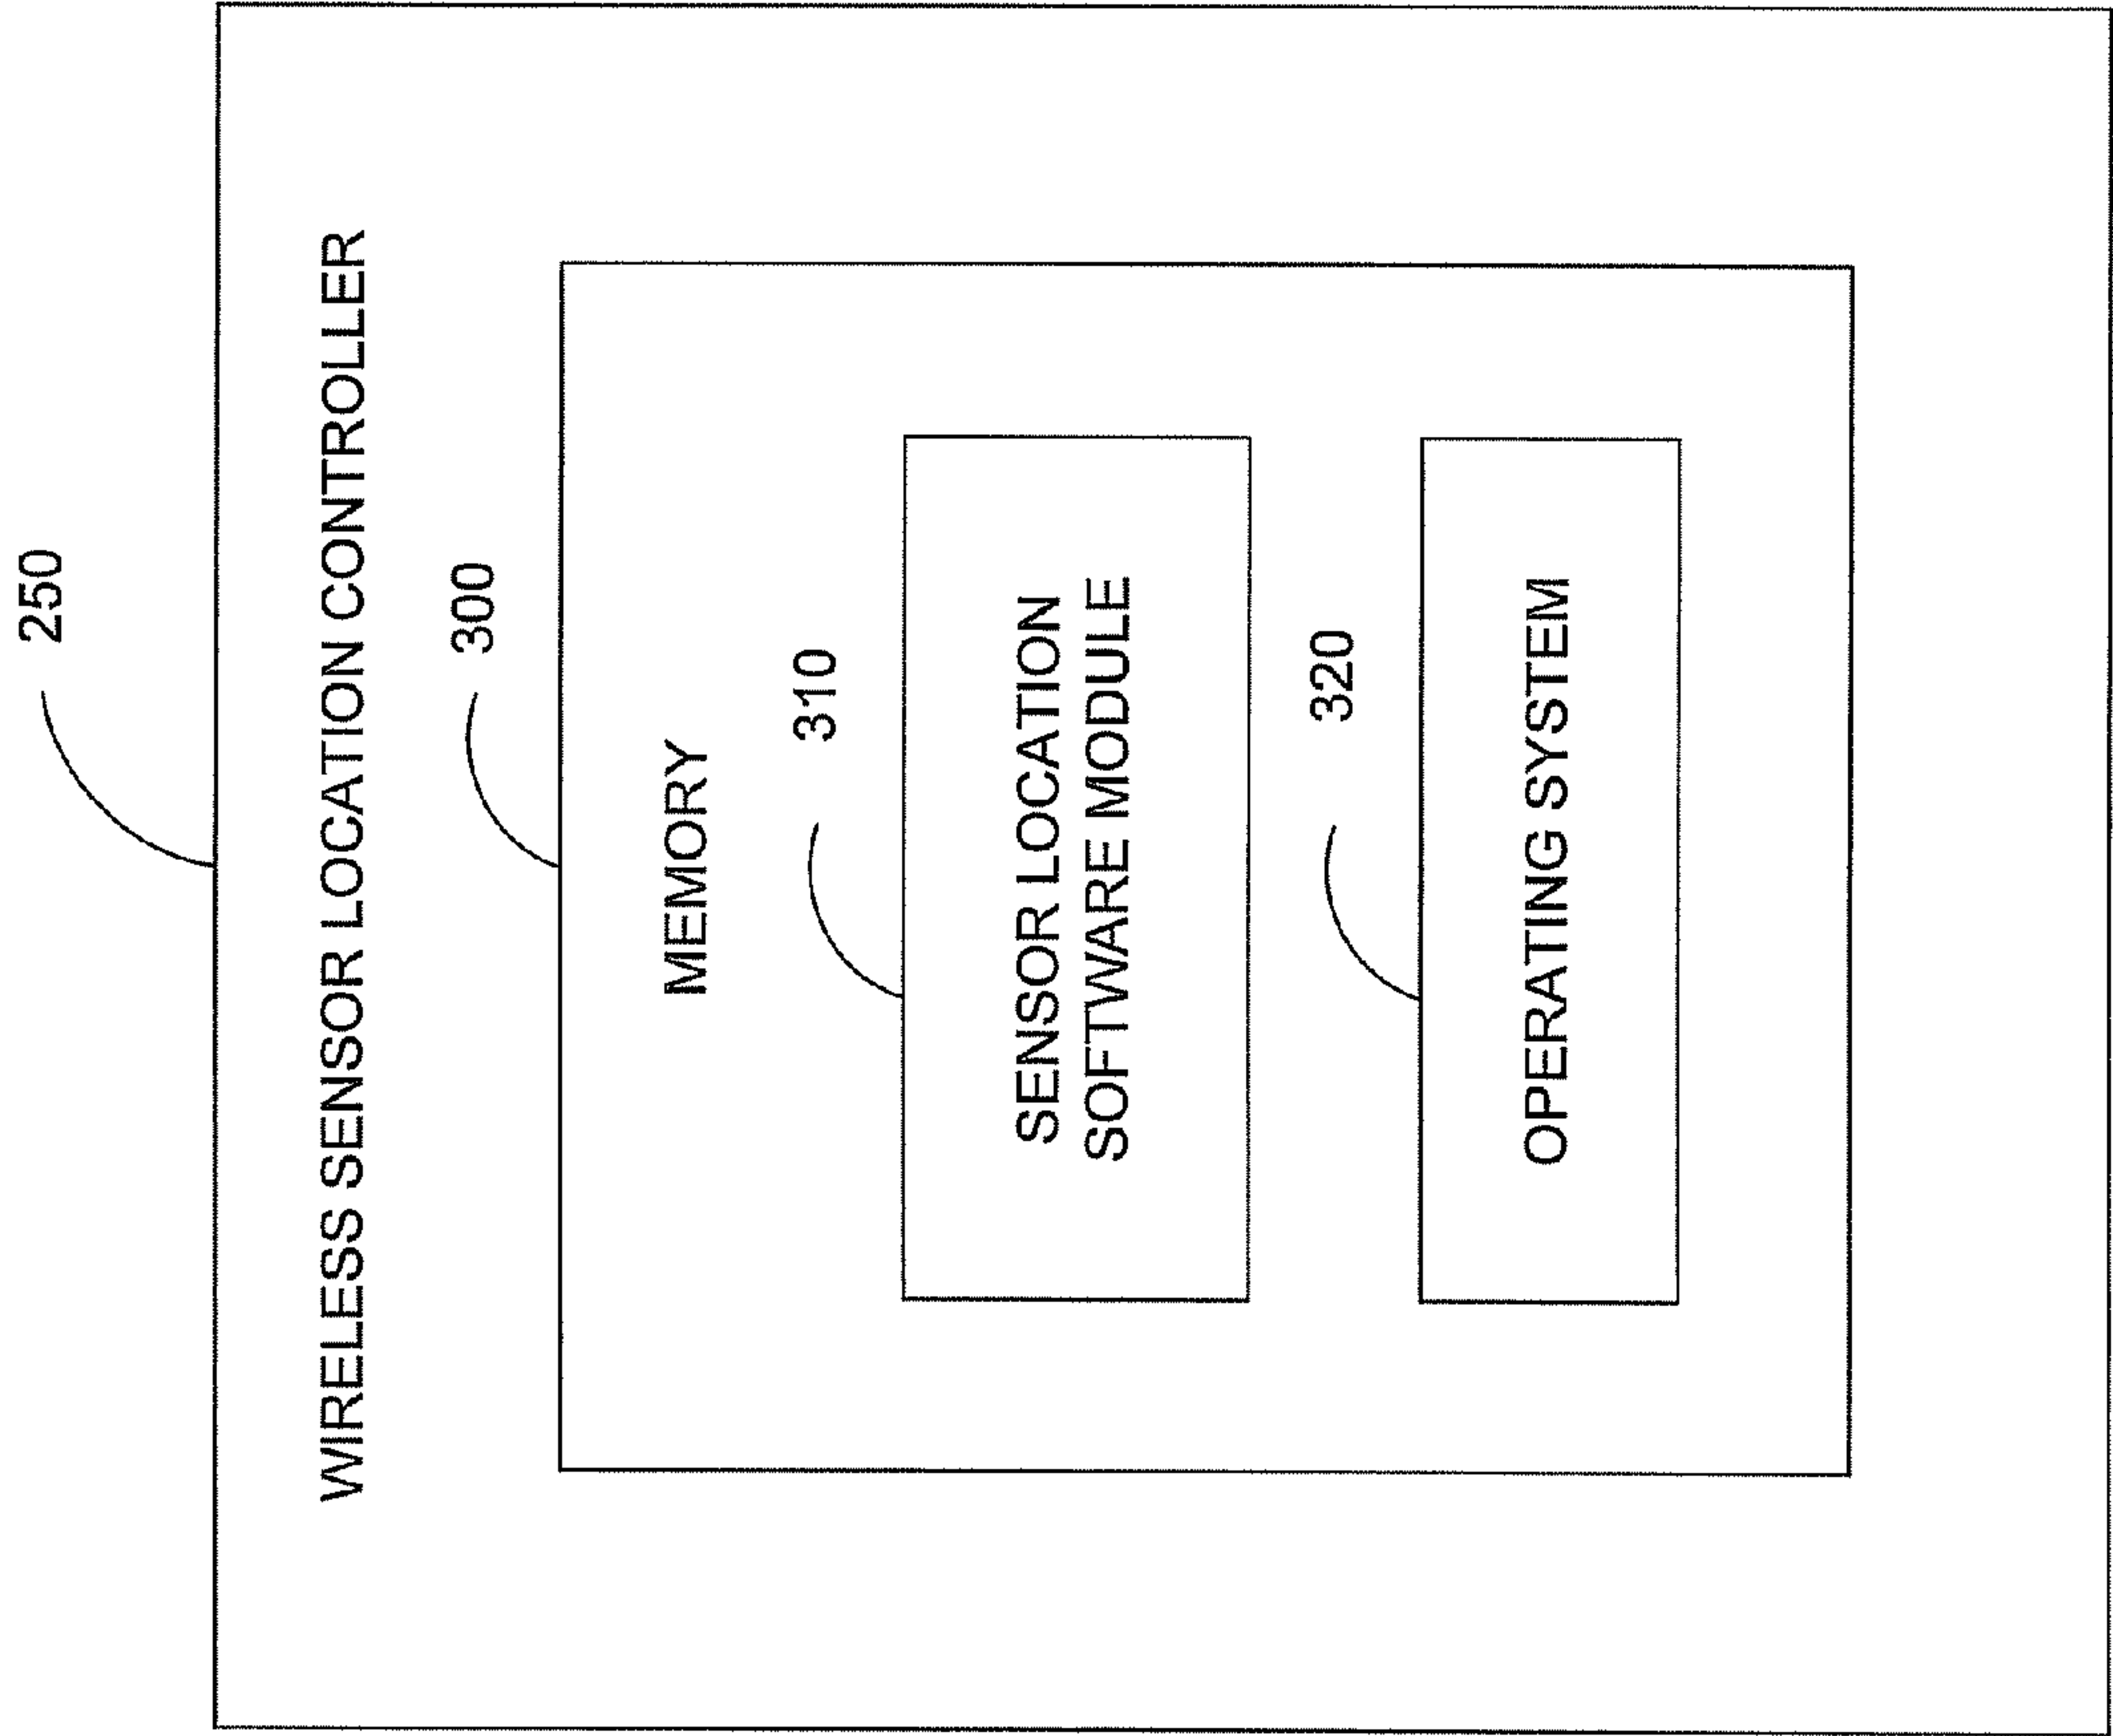 250
WIRELESS SENSOR LOCATION CONTROLLER
300
MEMORY
310
SENSOR LOCATION
SOFTWARE MODULE
320
OPERATING SYSTEM